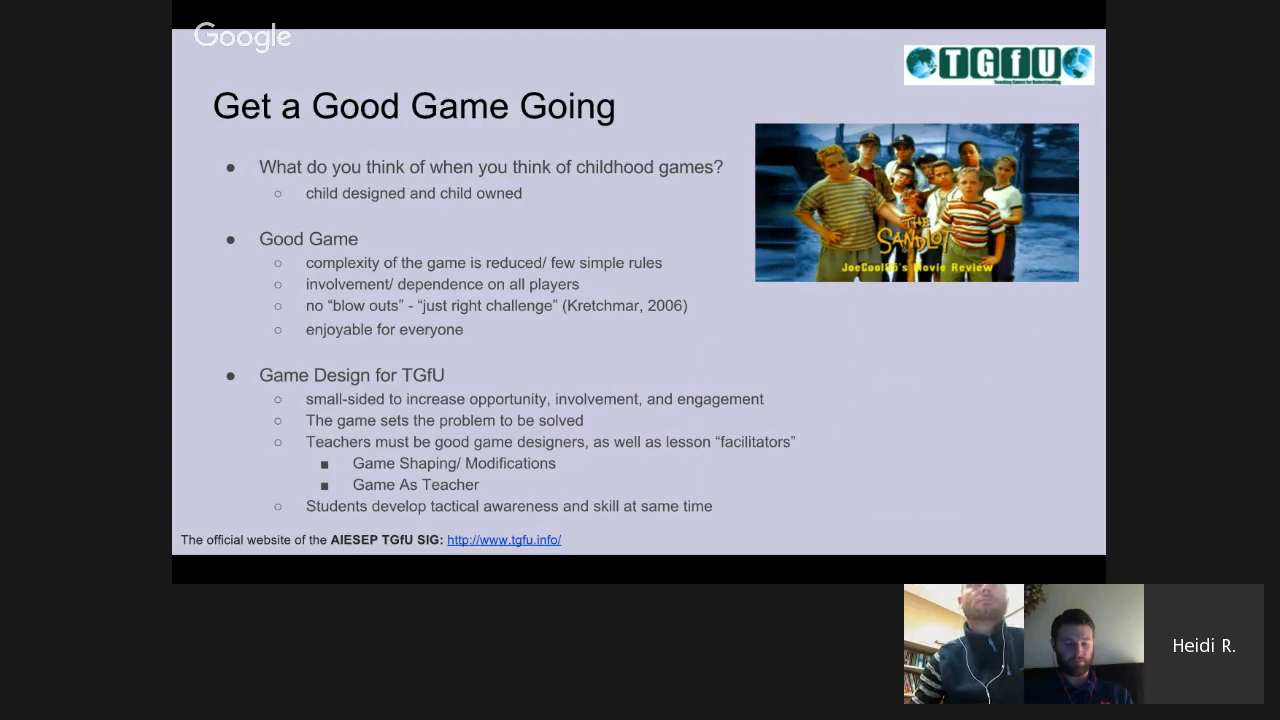 Google
TGfU
Teaching Games for Understanding
Get a Good Game Going
● What do you think of when you think of childhood games?
○ child designed and child owned
● Good Game
○ complexity of the game is reduced/ few simple rules
○ involvement/ dependence on all players
○ no “blow outs” - “just right challenge” (Kretchmar, 2006)
○ enjoyable for everyone
THE
SANDLOT
JoeCool85's Movie Review
● Game Design for TGfU
○ small-sided to increase opportunity, involvement, and engagement
○ The game sets the problem to be solved
○ Teachers must be good game designers, as well as lesson “facilitators”
■ Game Shaping/ Modifications
■ Game As Teacher
○ Students develop tactical awareness and skill at same time
The official website of the AIESEP TGfU SIG: http://www.tgfu.info/
Heidi R.